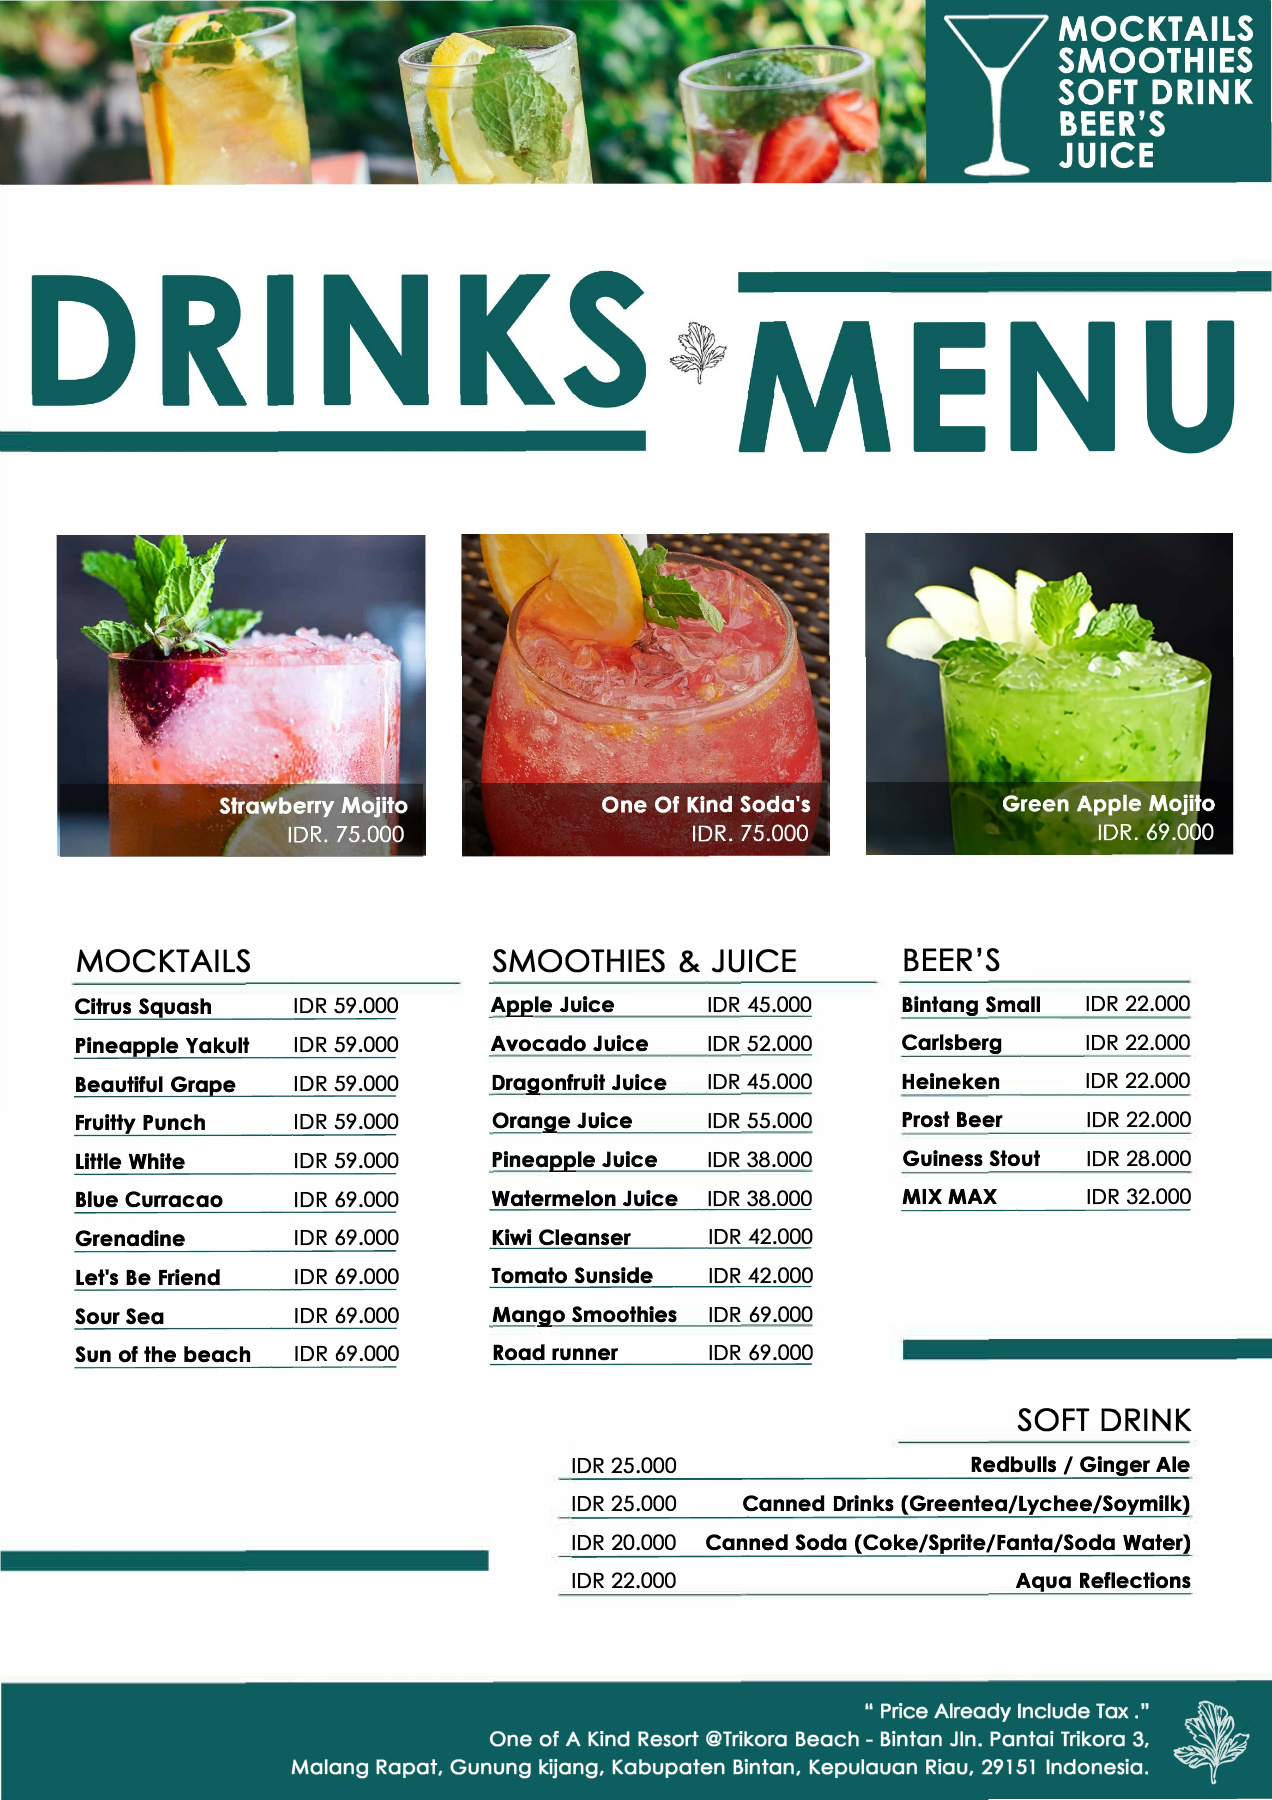 MOCKTAILS
SMOOTHIES
SOFT DRINK
BEER'S
JUICE
DRINKS
MENU
Strawberry Mojito
IDR. 75.000
One Of Kind Soda's
IDR. 75.000
Green Apple Mojito
IDR. 69.000
MOCKTAILS
Citrus Squash IDR 59.000
Pineapple Yakult IDR 59.000
Beautiful Grape IDR 59.000
Fruitty Punch IDR 59.000
Little White IDR 59.000
Blue Curracao IDR 69.000
Grenadine IDR 69.000
Let's Be Friend IDR 69.000
Sour Sea IDR 69.000
Sun of the beach IDR 69.000
SMOOTHIES & JUICE
Apple Juice IDR 45.000
Avocado Juice IDR 52.000
Dragonfruit Juice IDR 45.000
Orange Juice IDR 55.000
Pineapple Juice IDR 38.000
Watermelon Juice IDR 38.000
Kiwi Cleanser IDR 42.000
Tomato Sunside IDR 42.000
Mango Smoothies IDR 69.000
Road runner IDR 69.000
BEER'S
Bintang Small IDR 22.000
Carlsberg IDR 22.000
Heineken IDR 22.000
Prost Beer IDR 22.000
Guiness Stout IDR 28.000
MIX MAX IDR 32.000
SOFT DRINK
IDR 25.000 Redbulls / Ginger Ale
IDR 25.000 Canned Drinks (Greentea/Lychee/Soymilk)
IDR 20.000 Canned Soda (Coke/Sprite/Fanta/Soda Water)
IDR 22.000 Aqua Reflections
“ Price Already Include Tax .”
One of A Kind Resort @Trikora Beach - Bintan Jln. Pantai Trikora 3,
Malang Rapat, Gunung kijang, Kabupaten Bintan, Kepulauan Riau, 29151 Indonesia.